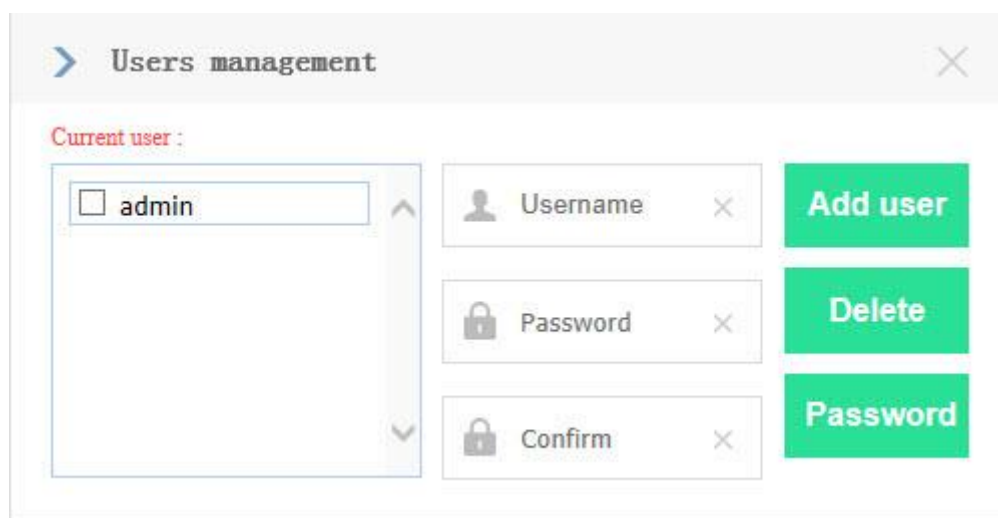 Users management
Current user :
admin
Username
Add user
Password
Delete
Confirm
Password